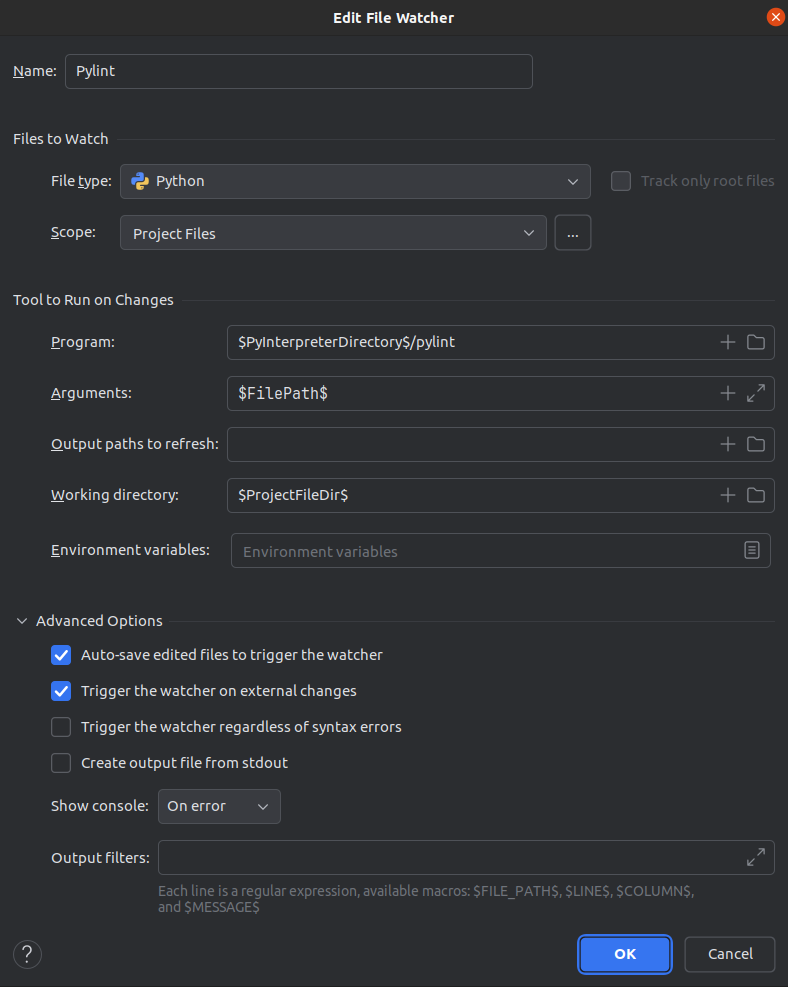 Edit File Watcher
Name: Pylint
Files to Watch
File type: Python Track only root files
Scope: Project Files ...
Tool to Run on Changes
Program: $PyInterpreterDirectory$/pylint
Arguments: $FilePath$
Output paths to refresh:
Working directory: $ProjectFileDir$
Environment variables: Environment variables
Advanced Options
Auto-save edited files to trigger the watcher
Trigger the watcher on external changes
Trigger the watcher regardless of syntax errors
Create output file from stdout
Show console: On error
Output filters:
Each line is a regular expression, available macros: $FILE_PATH$, $LINE$, $COLUMN$,
and $MESSAGE$
? OK Cancel